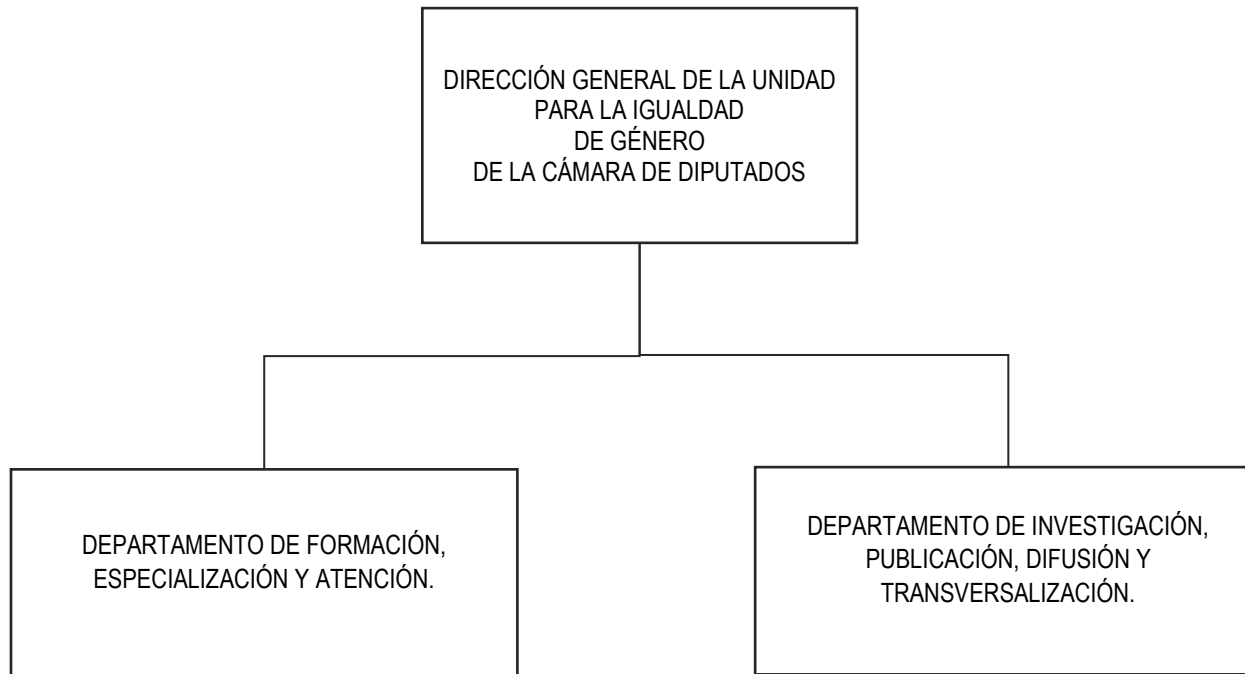 DIRECCIÓN GENERAL DE LA UNIDAD
PARA LA IGUALDAD
DE GÉNERO
DE LA CÁMARA DE DIPUTADOS
DEPARTAMENTO DE FORMACIÓN,
ESPECIALIZACIÓN Y ATENCIÓN.
DEPARTAMENTO DE INVESTIGACIÓN,
PUBLICACIÓN, DIFUSIÓN Y
TRANSVERSALIZACIÓN.